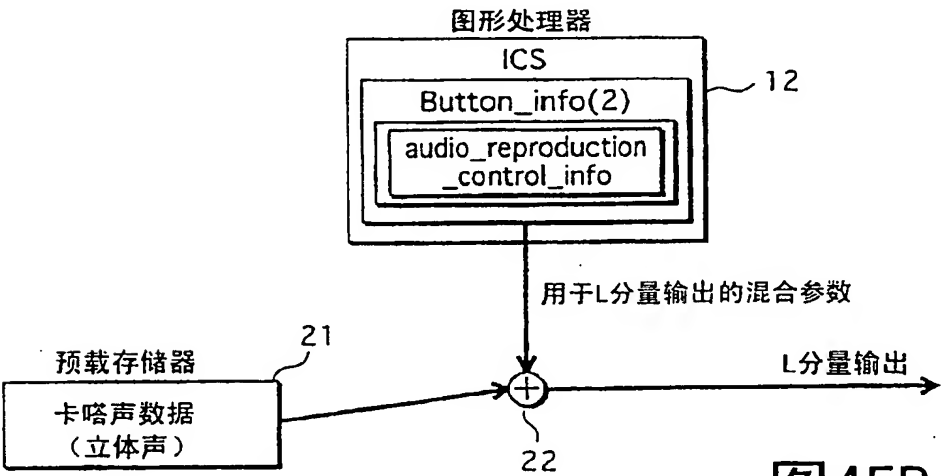 图形处理器
ICS
12
Button_info(2)
audio_reproduction
_control_info
用于L分量输出的混合参数
21
预载存储器
L分量输出
卡嗒声数据
(立体声)
22